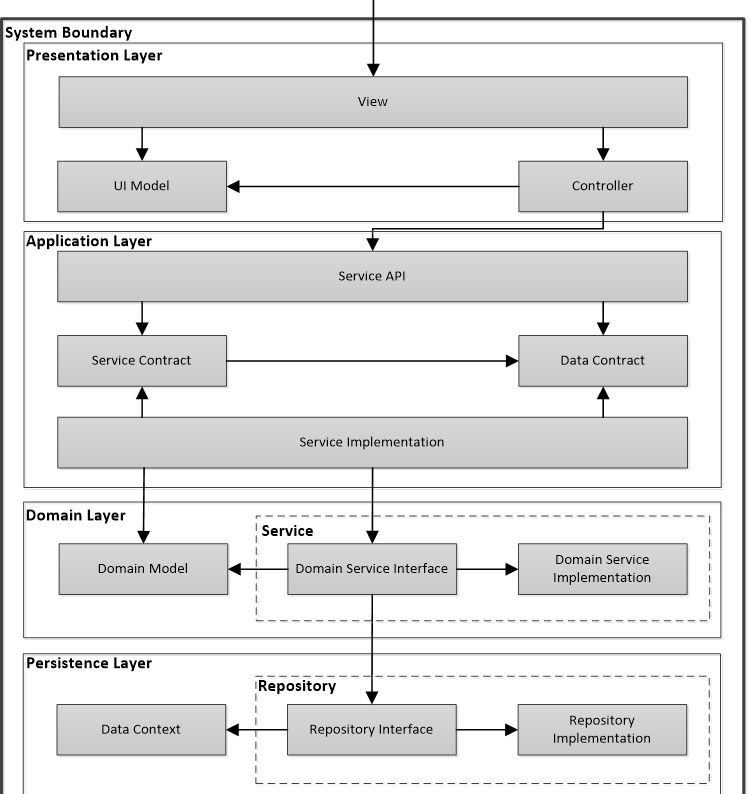 System Boundary
Presentation Layer
View
UI Model
Controller
Application Layer
Service API
Service Contract
Data Contract
Service Implementation
Domain Layer
Service
Domain Model
Domain Service Interface
Domain Service
Implementation
Persistence Layer
Repository
Data Context
Repository Interface
Repository
Implementation